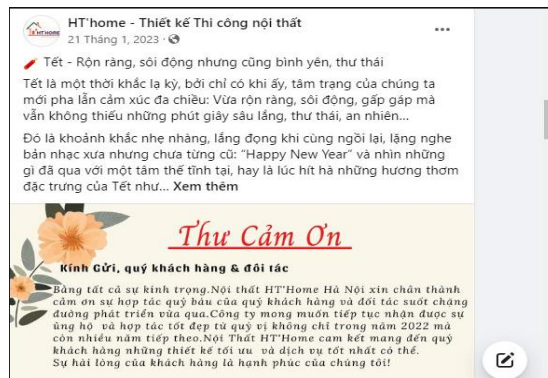 HT'home - Thiết kế Thi công nội thất
HT'HOME
21 Tháng 1, 2023 ·
Tết - Rộn ràng, sôi động nhưng cũng bình yên, thư thái
Tết là một thời khắc lạ kỳ, bởi chỉ có khi ấy, tâm trạng của chúng ta
mới pha lẫn cảm xúc đa chiều: Vừa rộn ràng, sôi động, gấp gáp mà
vẫn không thiếu những phút giây sâu lắng, thư thái, an nhiên...
Đó là khoảnh khắc nhẹ nhàng, lắng đọng khi cùng ngồi lại, lặng nghe
bản nhạc xưa nhưng chưa từng cũ: "Happy New Year" và nhìn những
gì đã qua với một tâm thế tĩnh tại, hay là lúc hít hà những hương thơm
đặc trưng của Tết như... Xem thêm
Thư Cảm Ơn
Kính Gửi, quý khách hàng & đôi tác
Bằng tất cả sự kính trọng.Nội thất HT'Home Hà Nội xin chân thành
cảm ơn sự hợp tác quý báu của quý khách hàng và đối tác suốt chặng
đường phát triển vừa qua.Công ty mong muốn tiếp tục nhận được sự
ủng hộ và hợp tác tốt đẹp từ quý vị không chỉ trong năm 2022 mà
còn nhiều năm tiếp theo.Nội Thất HT'Home cam kết mang đến quý
khách hàng những thiết kế tối ưu và dịch vụ tốt nhất có thể.
Sự hài lòng của khách hàng là hạnh phúc của chúng tôi!